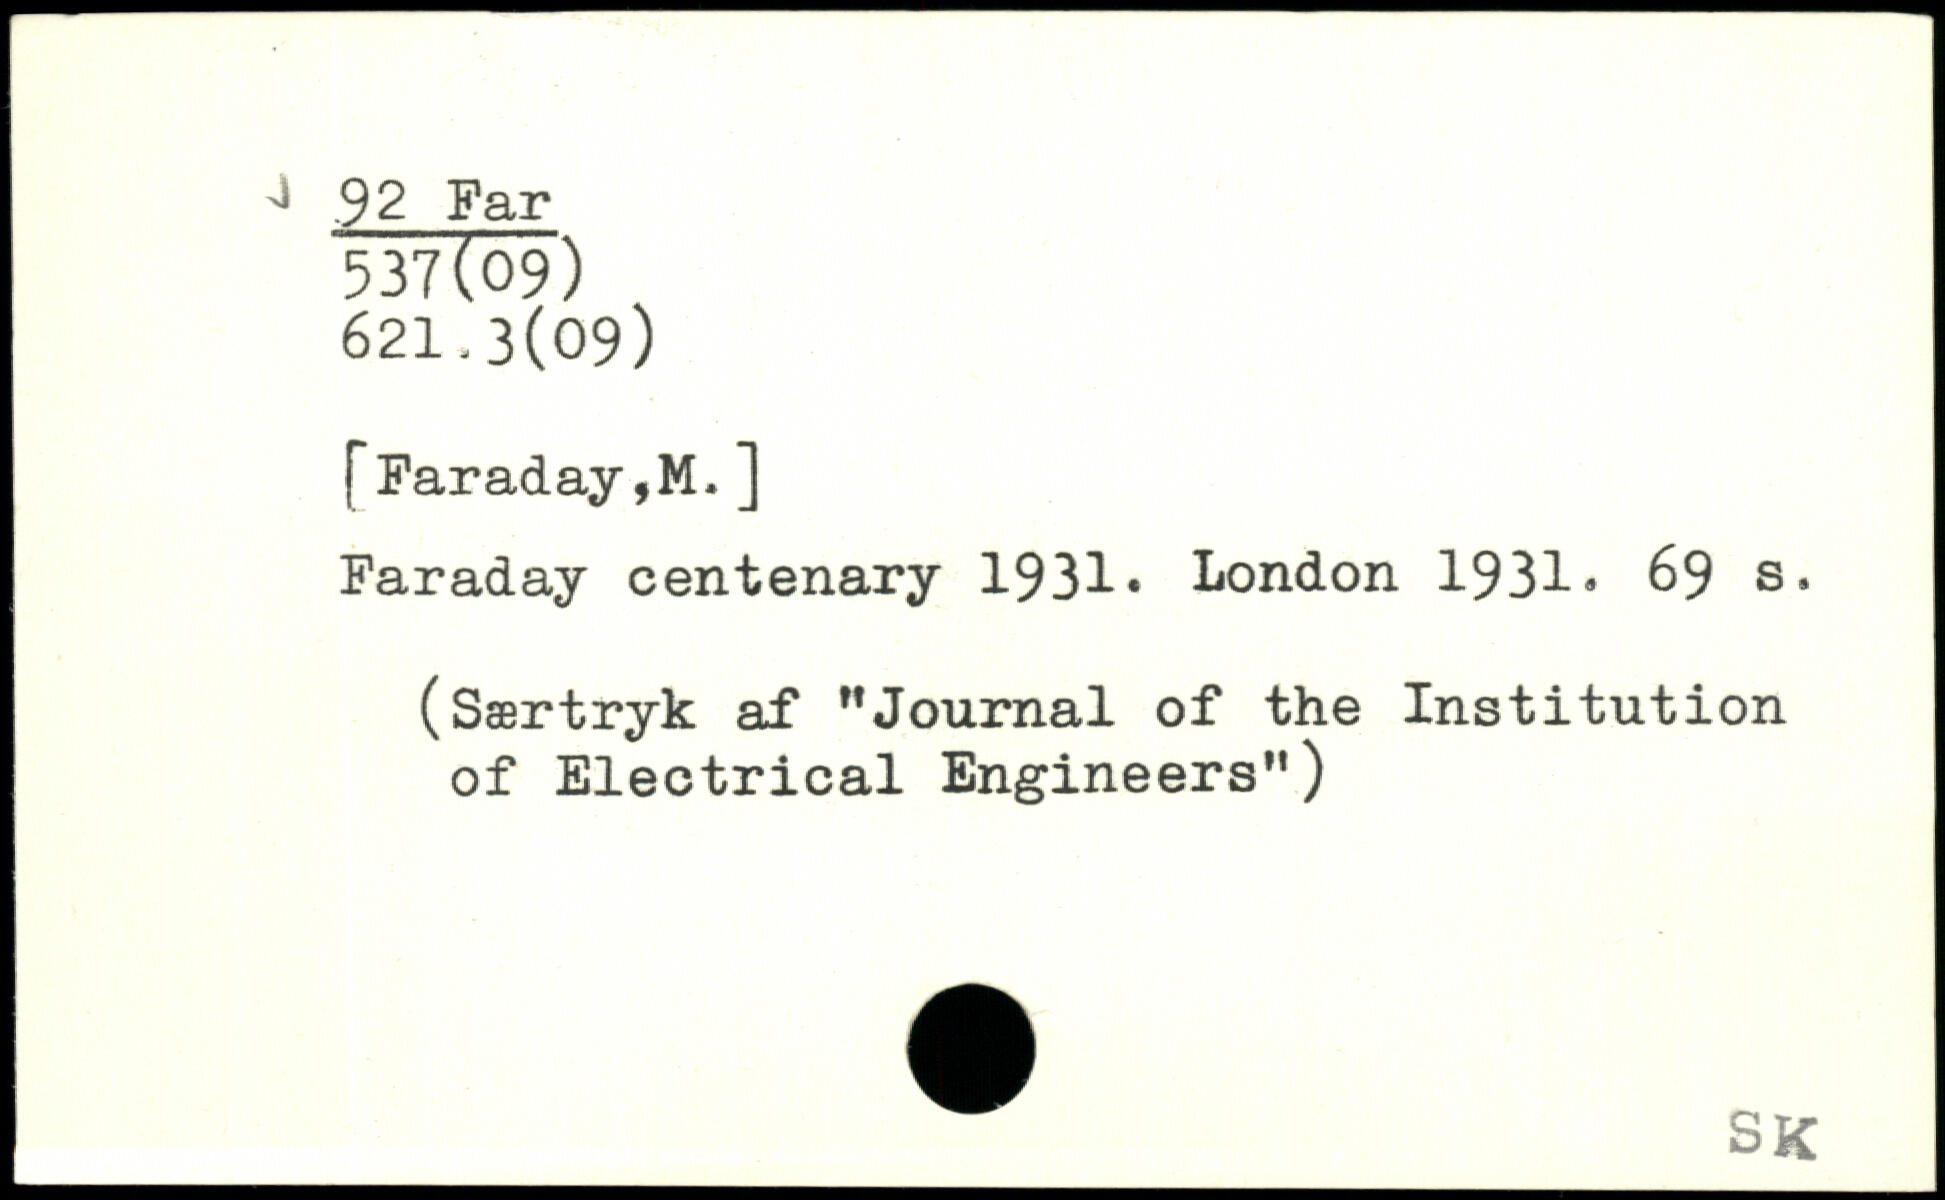 92 Far
537(09)
621.3(09)
[Faraday,M.]
Faraday centenary 1931. London 1931. 69 s.
(Særtryk af "Journal of the Institution
of Electrical Engineers")
SK